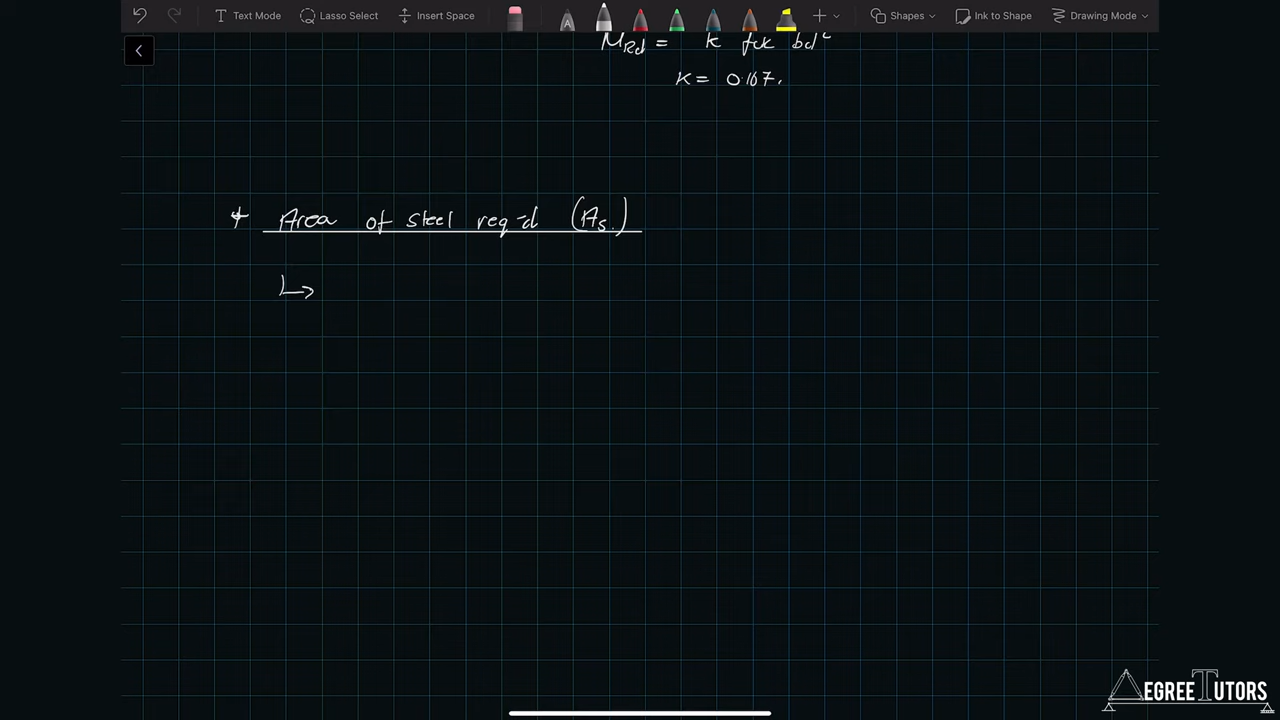 Text Mode Lasso Select Insert Space A Shapes Ink to Shape Drawing Mode
MRd = k fck bd²
K = 0.167.
* Area of steel req=d (As.)
DEGREE TUTORS